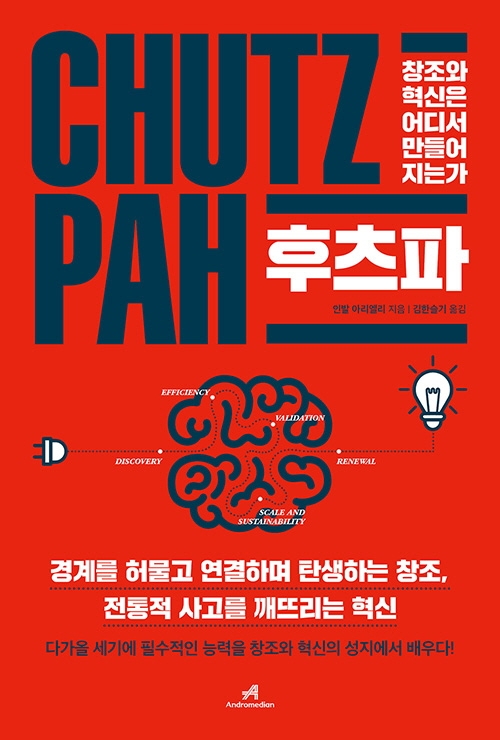 CHUTZ
PAH
창조와
혁신은
어디서
만들어
지는가
후츠파
인발 아리엘리 지음 | 김한슬기 옮김
EFFICIENCY
VALIDATION
DISCOVERY
RENEWAL
SCALE AND
SUSTAINABILITY
경계를 허물고 연결하며 탄생하는 창조,
전통적 사고를 깨뜨리는 혁신
다가올 세기에 필수적인 능력을 창조와 혁신의 성지에서 배우다!
Andromedian